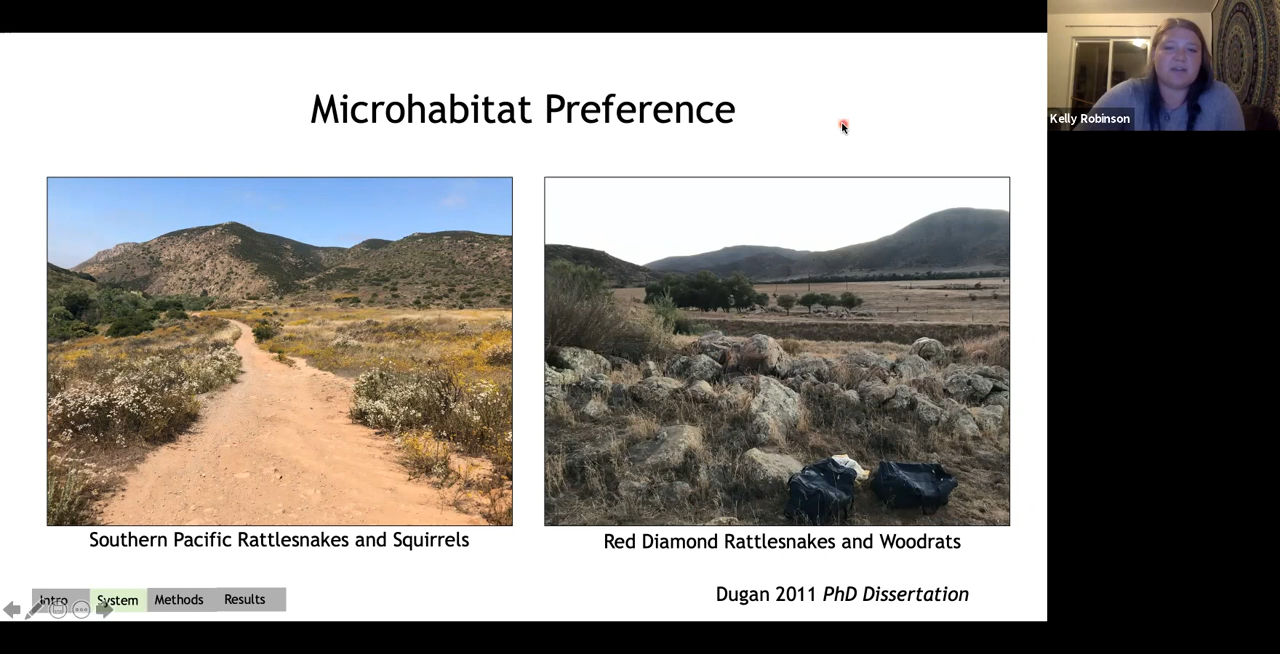 Microhabitat Preference
Kelly Robinson
Southern Pacific Rattlesnakes and Squirrels
Red Diamond Rattlesnakes and Woodrats
Intro
System
Methods
Results
Dugan 2011 PhD Dissertation